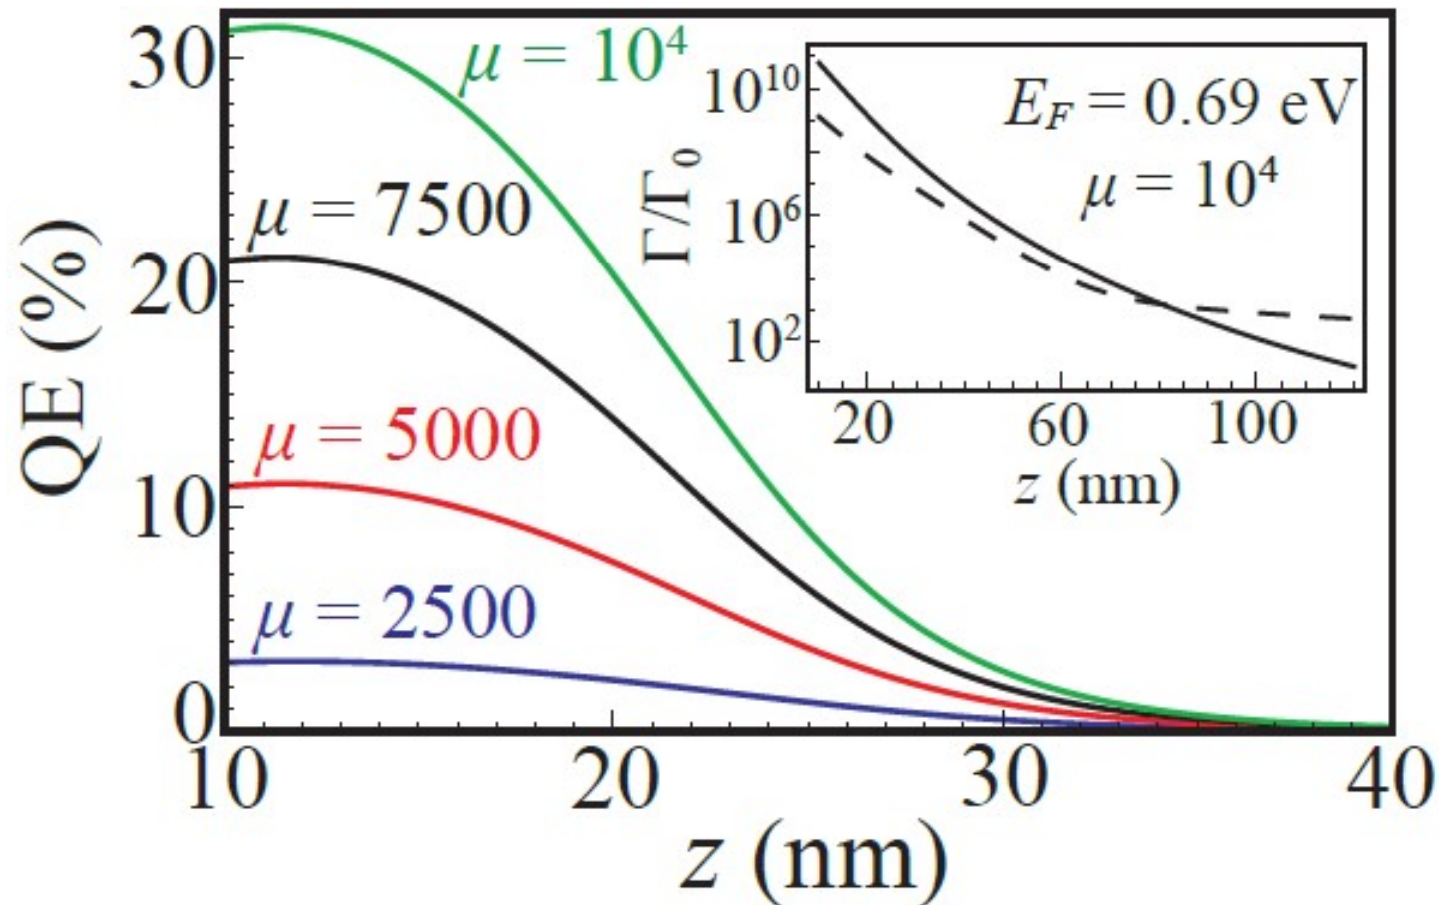 QE (%)
30
20
10
0
μ = 10⁴
μ = 7500
μ = 5000
μ = 2500
10 20 30 40
z (nm)
Γ/Γ₀
10¹⁰
10⁶
10²
E_F = 0.69 eV
μ = 10⁴
20 60 100
z (nm)